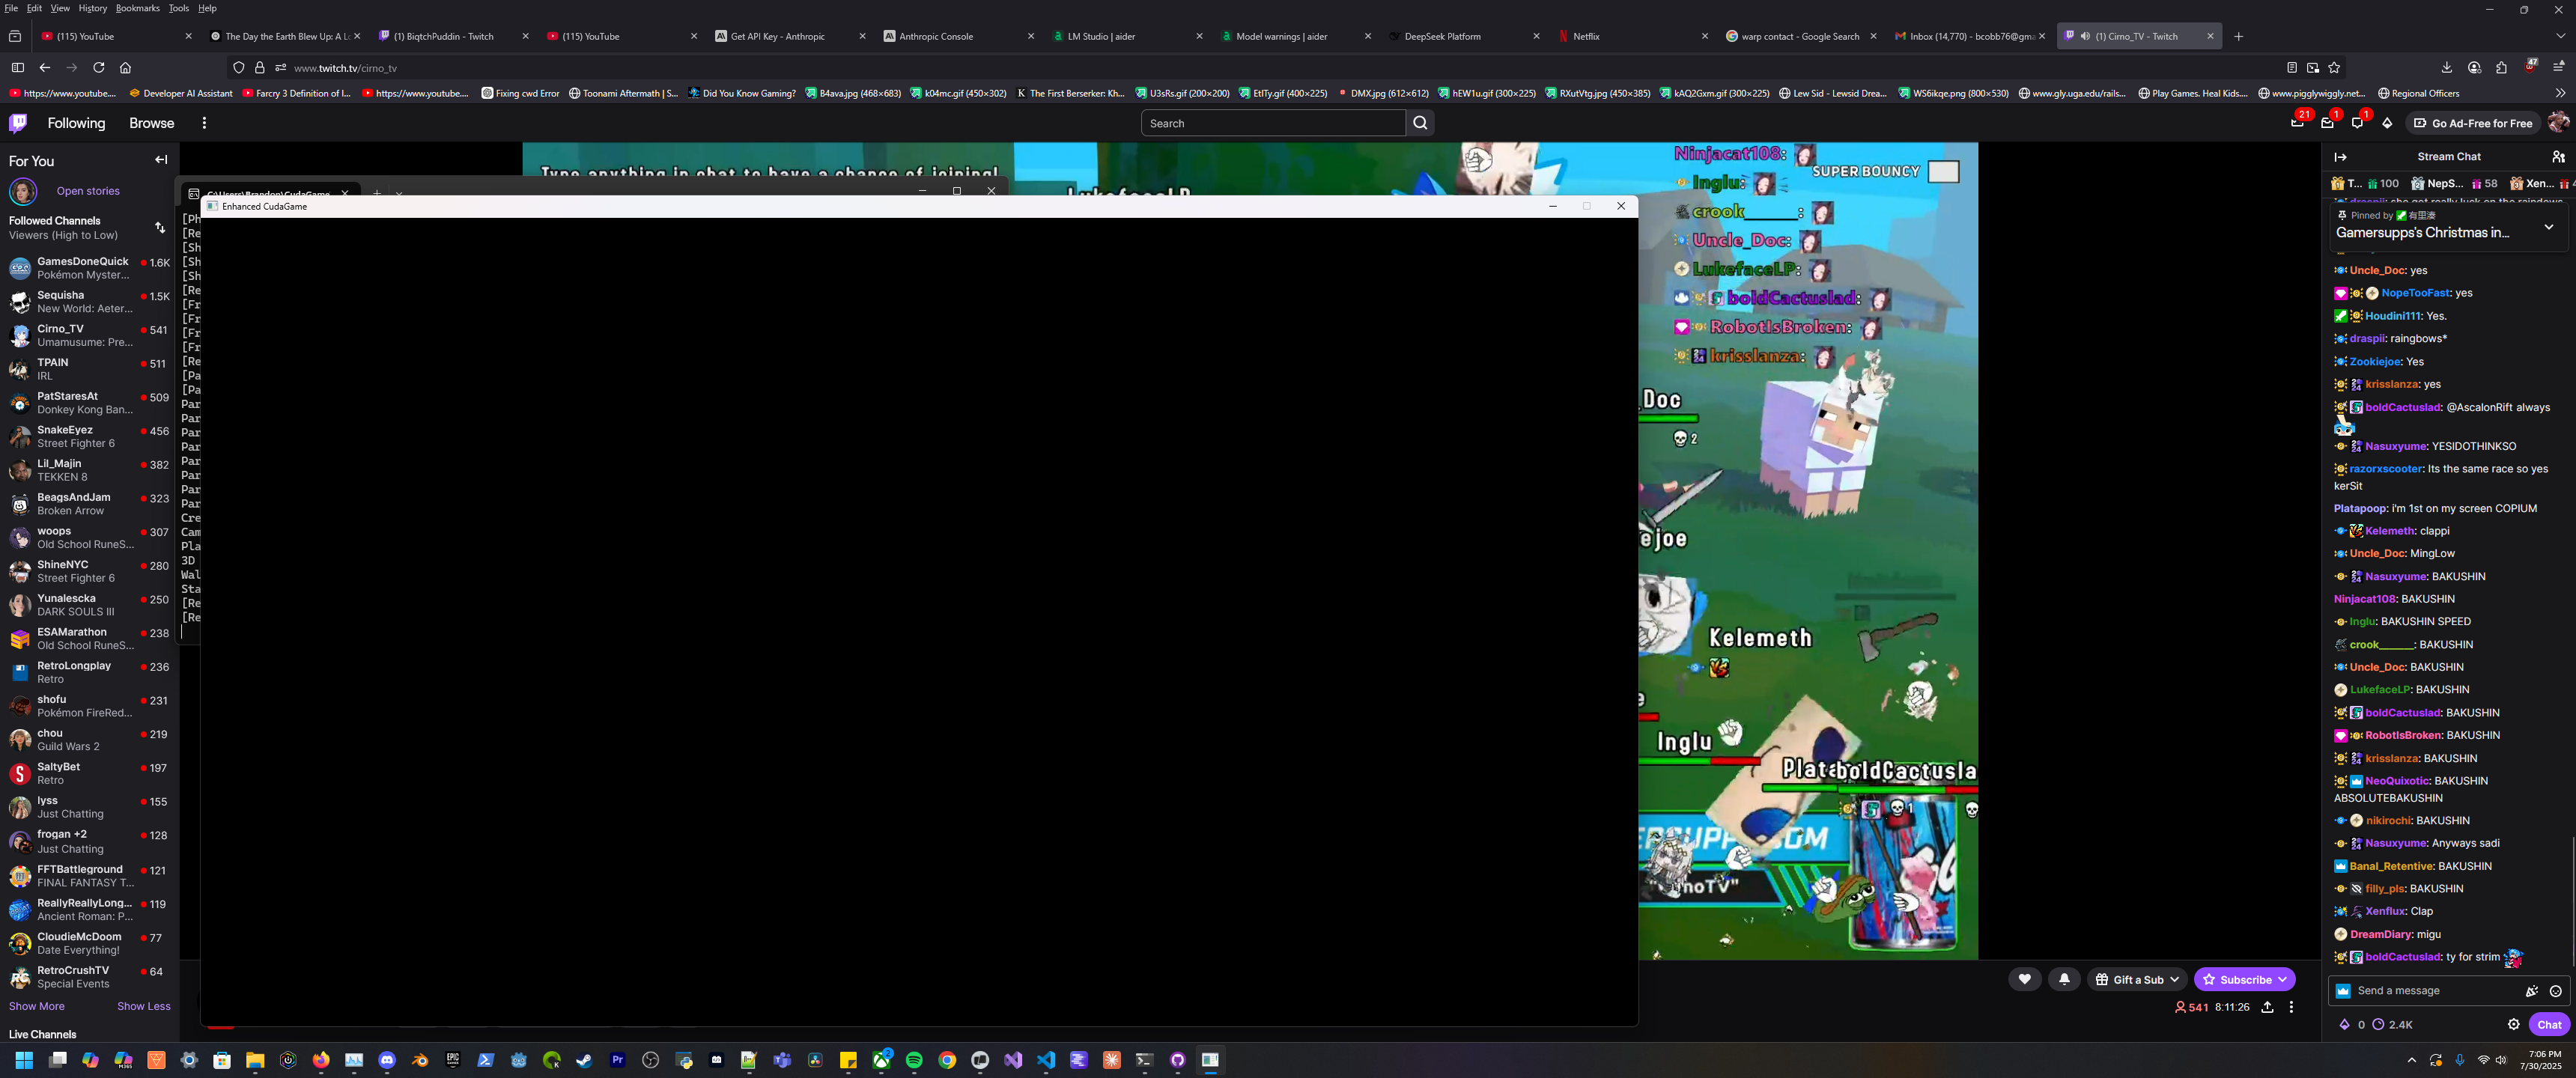 File Edit View History Bookmarks Tools Help
(115) YouTube
The Day the Earth Blew Up: A L
(1) BiqtchPuddin - Twitch
(115) YouTube
Get API Key - Anthropic
Anthropic Console
LM Studio | aider
Model warnings | aider
DeepSeek Platform
Netflix
warp contact - Google Search
Inbox (14,770) - bcobb76@gma
(1) Cirno_TV - Twitch
www.twitch.tv/cirno_tv
47
https://www.youtube....
Developer AI Assistant
Farcry 3 Definition of I...
https://www.youtube....
Fixing cwd Error
Toonami Aftermath | S...
Did You Know Gaming?
B4ava.jpg (468×683)
k04mc.gif (450×302)
The First Berserker: Kh...
U3sRs.gif (200×200)
EtlTy.gif (400×225)
DMX.jpg (612×612)
hEW1u.gif (300×225)
RXutVtg.jpg (450×385)
kAQ2Gxm.gif (300×225)
Lew Sid - Lewsid Drea...
WS6ikqe.png (800×530)
www.gly.uga.edu/rails...
Play Games. Heal Kids....
www.pigglywiggly.net...
Regional Officers
Following
Browse
Search
21
1
1
Go Ad-Free for Free
For You
Open stories
Followed Channels
Viewers (High to Low)
GamesDoneQuick 1.6K
Pokémon Myster...
Sequisha 1.5K
New World: Aeter...
Cirno_TV 541
Umamusume: Pre...
TPAIN 511
IRL
PatStaresAt 509
Donkey Kong Ban...
SnakeEyez 456
Street Fighter 6
Lil_Majin 382
TEKKEN 8
BeagsAndJam 323
Broken Arrow
woops 307
Old School RuneS...
ShineNYC 280
Street Fighter 6
Yunalescka 250
DARK SOULS III
ESAMarathon 238
Old School RuneS...
RetroLongplay 236
Retro
shofu 231
Pokémon FireRed...
chou 219
Guild Wars 2
SaltyBet 197
Retro
lyss 155
Just Chatting
frogan +2 128
Just Chatting
FFTBattleground 121
FINAL FANTASY T...
ReallyReallyLong... 119
Ancient Roman: P...
CloudieMcDoom 77
Date Everything!
RetroCrushTV 64
Special Events
Show More
Show Less
Live Channels
Type anything in chat to have a chance of joining!
LukefaceLP
C:\Users\Brandon\CudaGame
Enhanced CudaGame
[Ph
[Re
[Sh
[Sh
[Sh
[Re
[Fr
[Fr
[Fr
[Fr
[Re
[Pa
[Pa
Par
Par
Par
Par
Par
Par
Par
Par
Cre
Cam
Pla
3D
Wal
Sta
[Re
[Re
Ninjacat108:
SUPER BOUNCY
Inglu:
crook______:
Uncle_Doc:
LukefaceLP:
boldCactuslad:
RobotIsBroken:
krisslanza:
_Doc
2
ejoe
Kelemeth
e
Inglu
boldCactusla
1
Stream Chat
T... 100
NepS... 58
Xen...
Pinned by 有里湊
Gamersupps's Christmas in...
Uncle_Doc: yes
NopeTooFast: yes
Houdini111: Yes.
draspii: raingbows*
Zookiejoe: Yes
krisslanza: yes
boldCactuslad: @AscalonRift always
Nasuxyume: YESIDOTHINKSO
razorxscooter: Its the same race so yes
kerSit
Platapoop: i'm 1st on my screen COPIUM
Kelemeth: clappi
Uncle_Doc: MingLow
Nasuxyume: BAKUSHIN
Ninjacat108: BAKUSHIN
Inglu: BAKUSHIN SPEED
crook______: BAKUSHIN
Uncle_Doc: BAKUSHIN
LukefaceLP: BAKUSHIN
boldCactuslad: BAKUSHIN
RobotIsBroken: BAKUSHIN
krisslanza: BAKUSHIN
NeoQuixotic: BAKUSHIN
ABSOLUTEBAKUSHIN
nikirochi: BAKUSHIN
Nasuxyume: Anyways sadi
Banal_Retentive: BAKUSHIN
filly_pls: BAKUSHIN
Xenflux: Clap
DreamDiary: migu
boldCactuslad: ty for strim
Send a message
0 2.4K
Chat
Gift a Sub
Subscribe
541 8:11:26
7:06 PM
7/30/2025